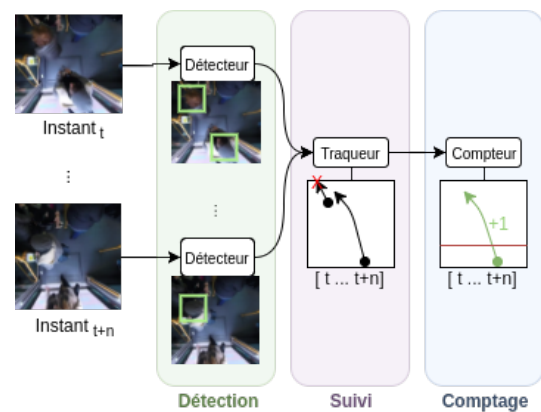 Instant t
⋮
Instant t+n
Détecteur
⋮
Détecteur
Détection
Traqueur
X
[ t ... t+n]
Suivi
Compteur
+1
[ t ... t+n]
Comptage